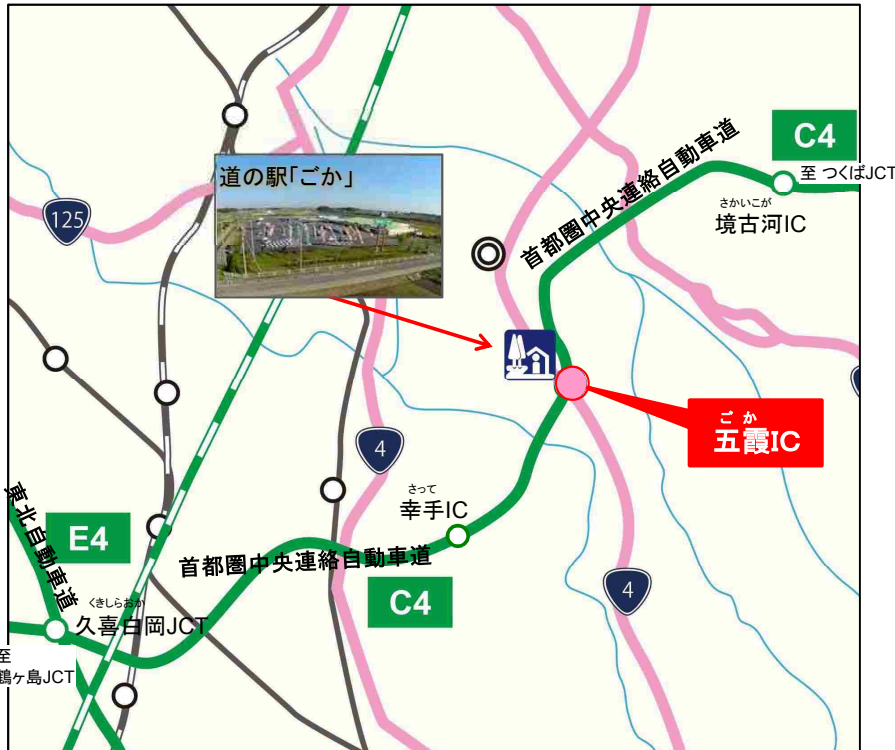 C4
至 つくばJCT
首都圏中央連絡自動車道
さかいこが
境古河IC
道の駅「ごか」
125
ごか
五霞IC
4
さって
幸手IC
東北自動車道
E4
首都圏中央連絡自動車道
C4
4
くきしらおか
久喜白岡JCT
至
鶴ヶ島JCT